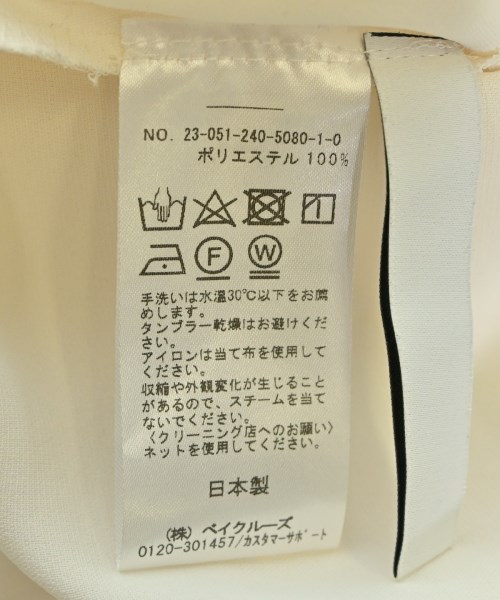 NO. 23-051-240-5080-1-0
ポリエステル 100%
F
W
手洗いは水温30℃以下をお薦
めします。
タンブラー乾燥はお避けくだ
さい。
アイロンは当て布を使用して
ください。
収縮や外観変化が生じること
があるので、スチームを当て
ないでください。
〈クリーニング店へのお願い〉
ネットを使用してください。
日本製
(株) ベイクルーズ
0120-301457/カスタマーサポート